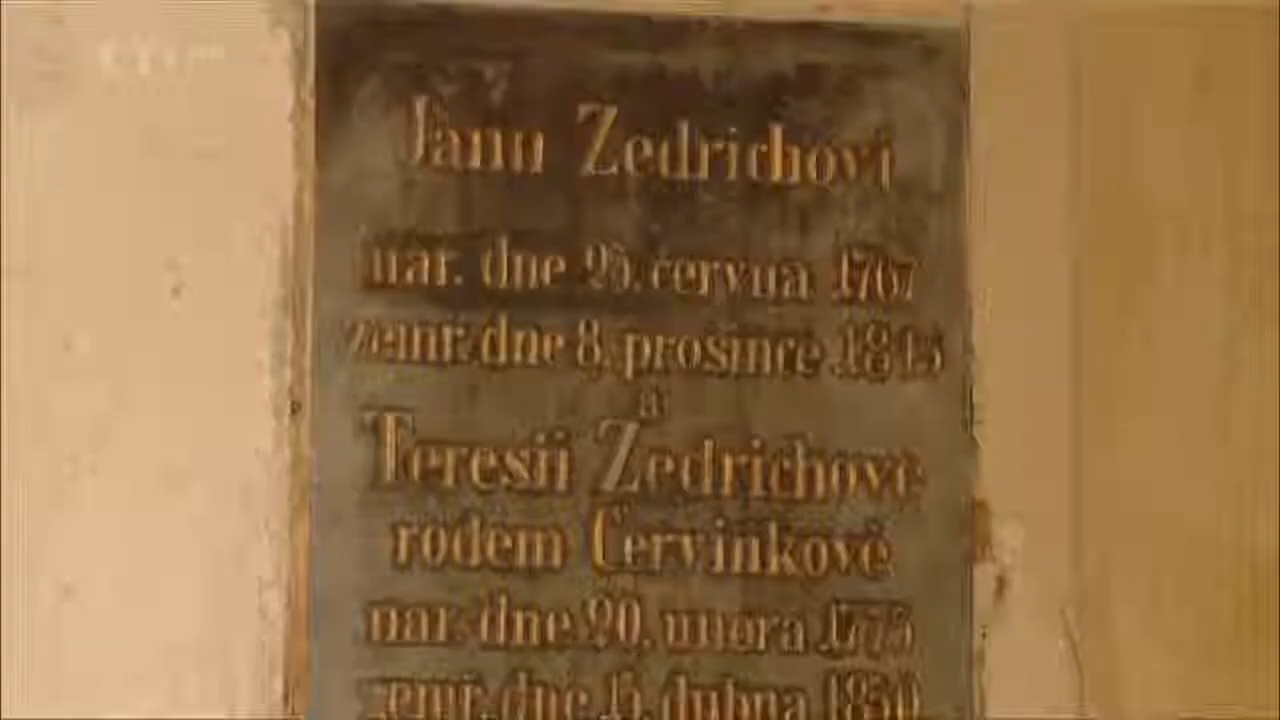 Janu Zedrichovi
nar. dne 25. června 1767
zemř. dne 8. prosince 1845
a
Teresii Zedrichové
rodem Červinkové
nar. dne 20. února 1775
zemř. dne 15. dubna 1850